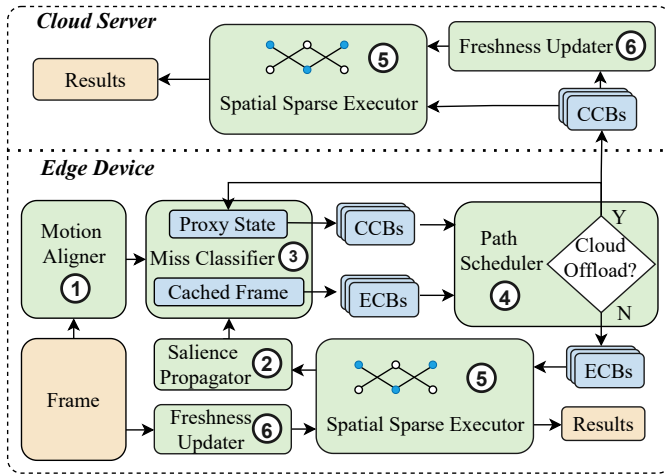 Cloud Server
Results
5
Spatial Sparse Executor
Freshness Updater 6
CCBs
Edge Device
Motion
Aligner
1
Proxy State
Miss Classifier 3
Cached Frame
CCBs
ECBs
Path
Scheduler
4
Y
Cloud
Offload?
N
Frame
Salience
Propagator
2
Freshness
Updater
6
5
Spatial Sparse Executor
ECBs
Results